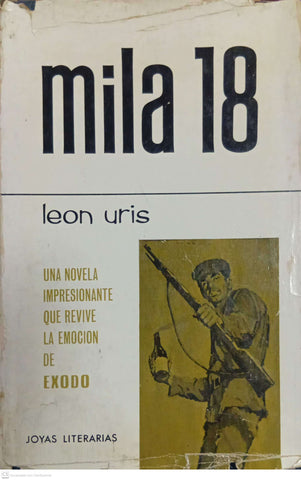 mila 18
leon uris
UNA NOVELA
IMPRESIONANTE
QUE REVIVE
LA EMOCION
DE
EXODO
JOYAS LITERARIAS